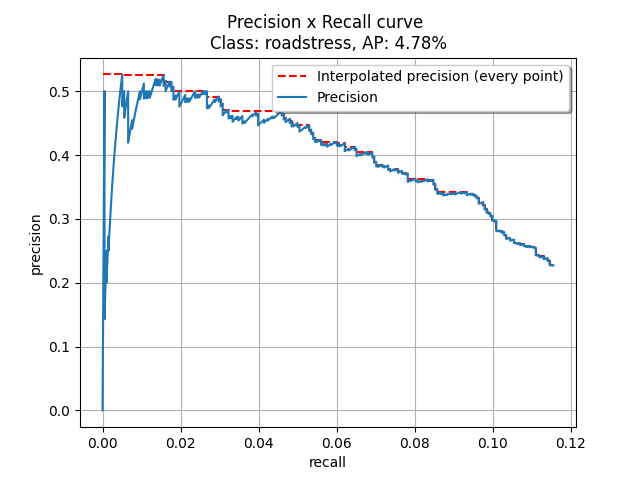 Precision x Recall curve
Class: roadstress, AP: 4.78%
Interpolated precision (every point)
Precision
0.5
0.4
0.3
0.2
0.1
0.0
precision
0.00 0.02 0.04 0.06 0.08 0.10 0.12
recall